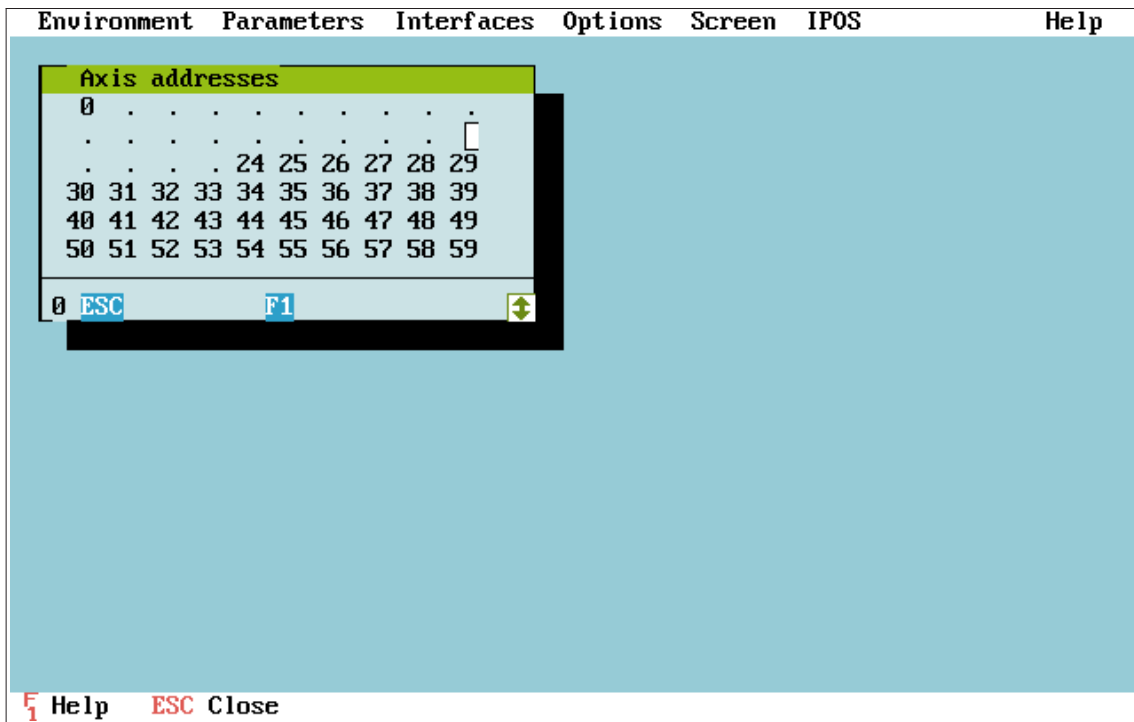 Environment Parameters Interfaces Options Screen IPOS Help
Axis addresses
0 . . . . . . . . .
. . . . . . . . .
. . . . 24 25 26 27 28 29
30 31 32 33 34 35 36 37 38 39
40 41 42 43 44 45 46 47 48 49
50 51 52 53 54 55 56 57 58 59
0 ESC F1
F1 Help ESC Close